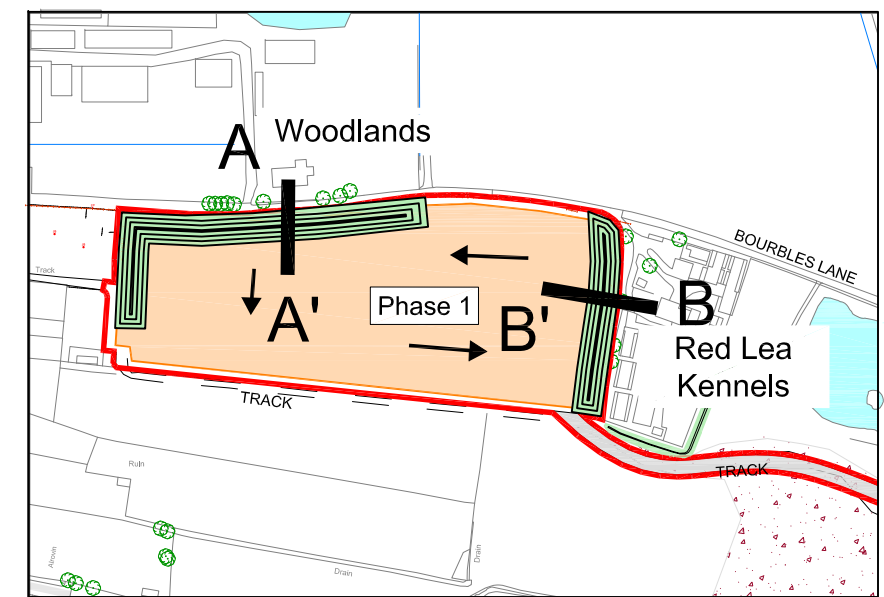 Woodlands
A
BOURBLES LANE
Track
Phase 1
A'
B'
B
Red Lea
Kennels
TRACK
TRACK
Ruin
Drain
Drain